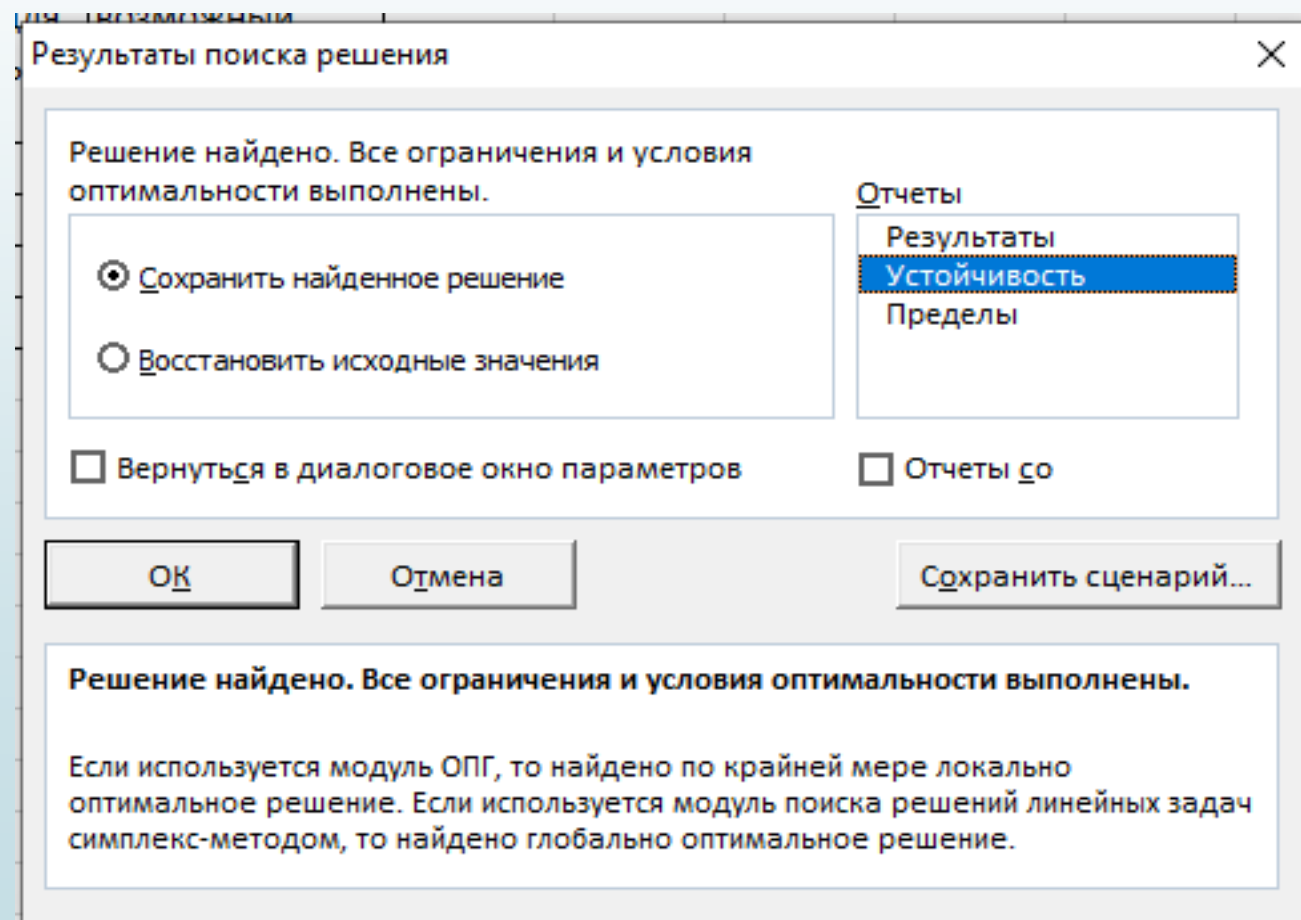 для возможный
Результаты поиска решения
Решение найдено. Все ограничения и условия
оптимальности выполнены.
Отчеты
Результаты
Устойчивость
Пределы
Сохранить найденное решение
Восстановить исходные значения
Вернуться в диалоговое окно параметров
Отчеты со
ОК
Отмена
Сохранить сценарий...
Решение найдено. Все ограничения и условия оптимальности выполнены.
Если используется модуль ОПГ, то найдено по крайней мере локально
оптимальное решение. Если используется модуль поиска решений линейных задач
симплекс-методом, то найдено глобально оптимальное решение.